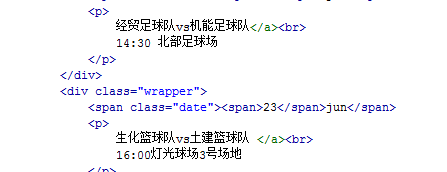 <p>
经贸足球队vs机能足球队</a><br>
14:30 北部足球场
</p>
</div>
<div class="wrapper">
<span class="date"><span>23</span>jun</span>
<p>
生化篮球队vs土建篮球队 </a><br>
16:00灯光球场3号场地
</p>